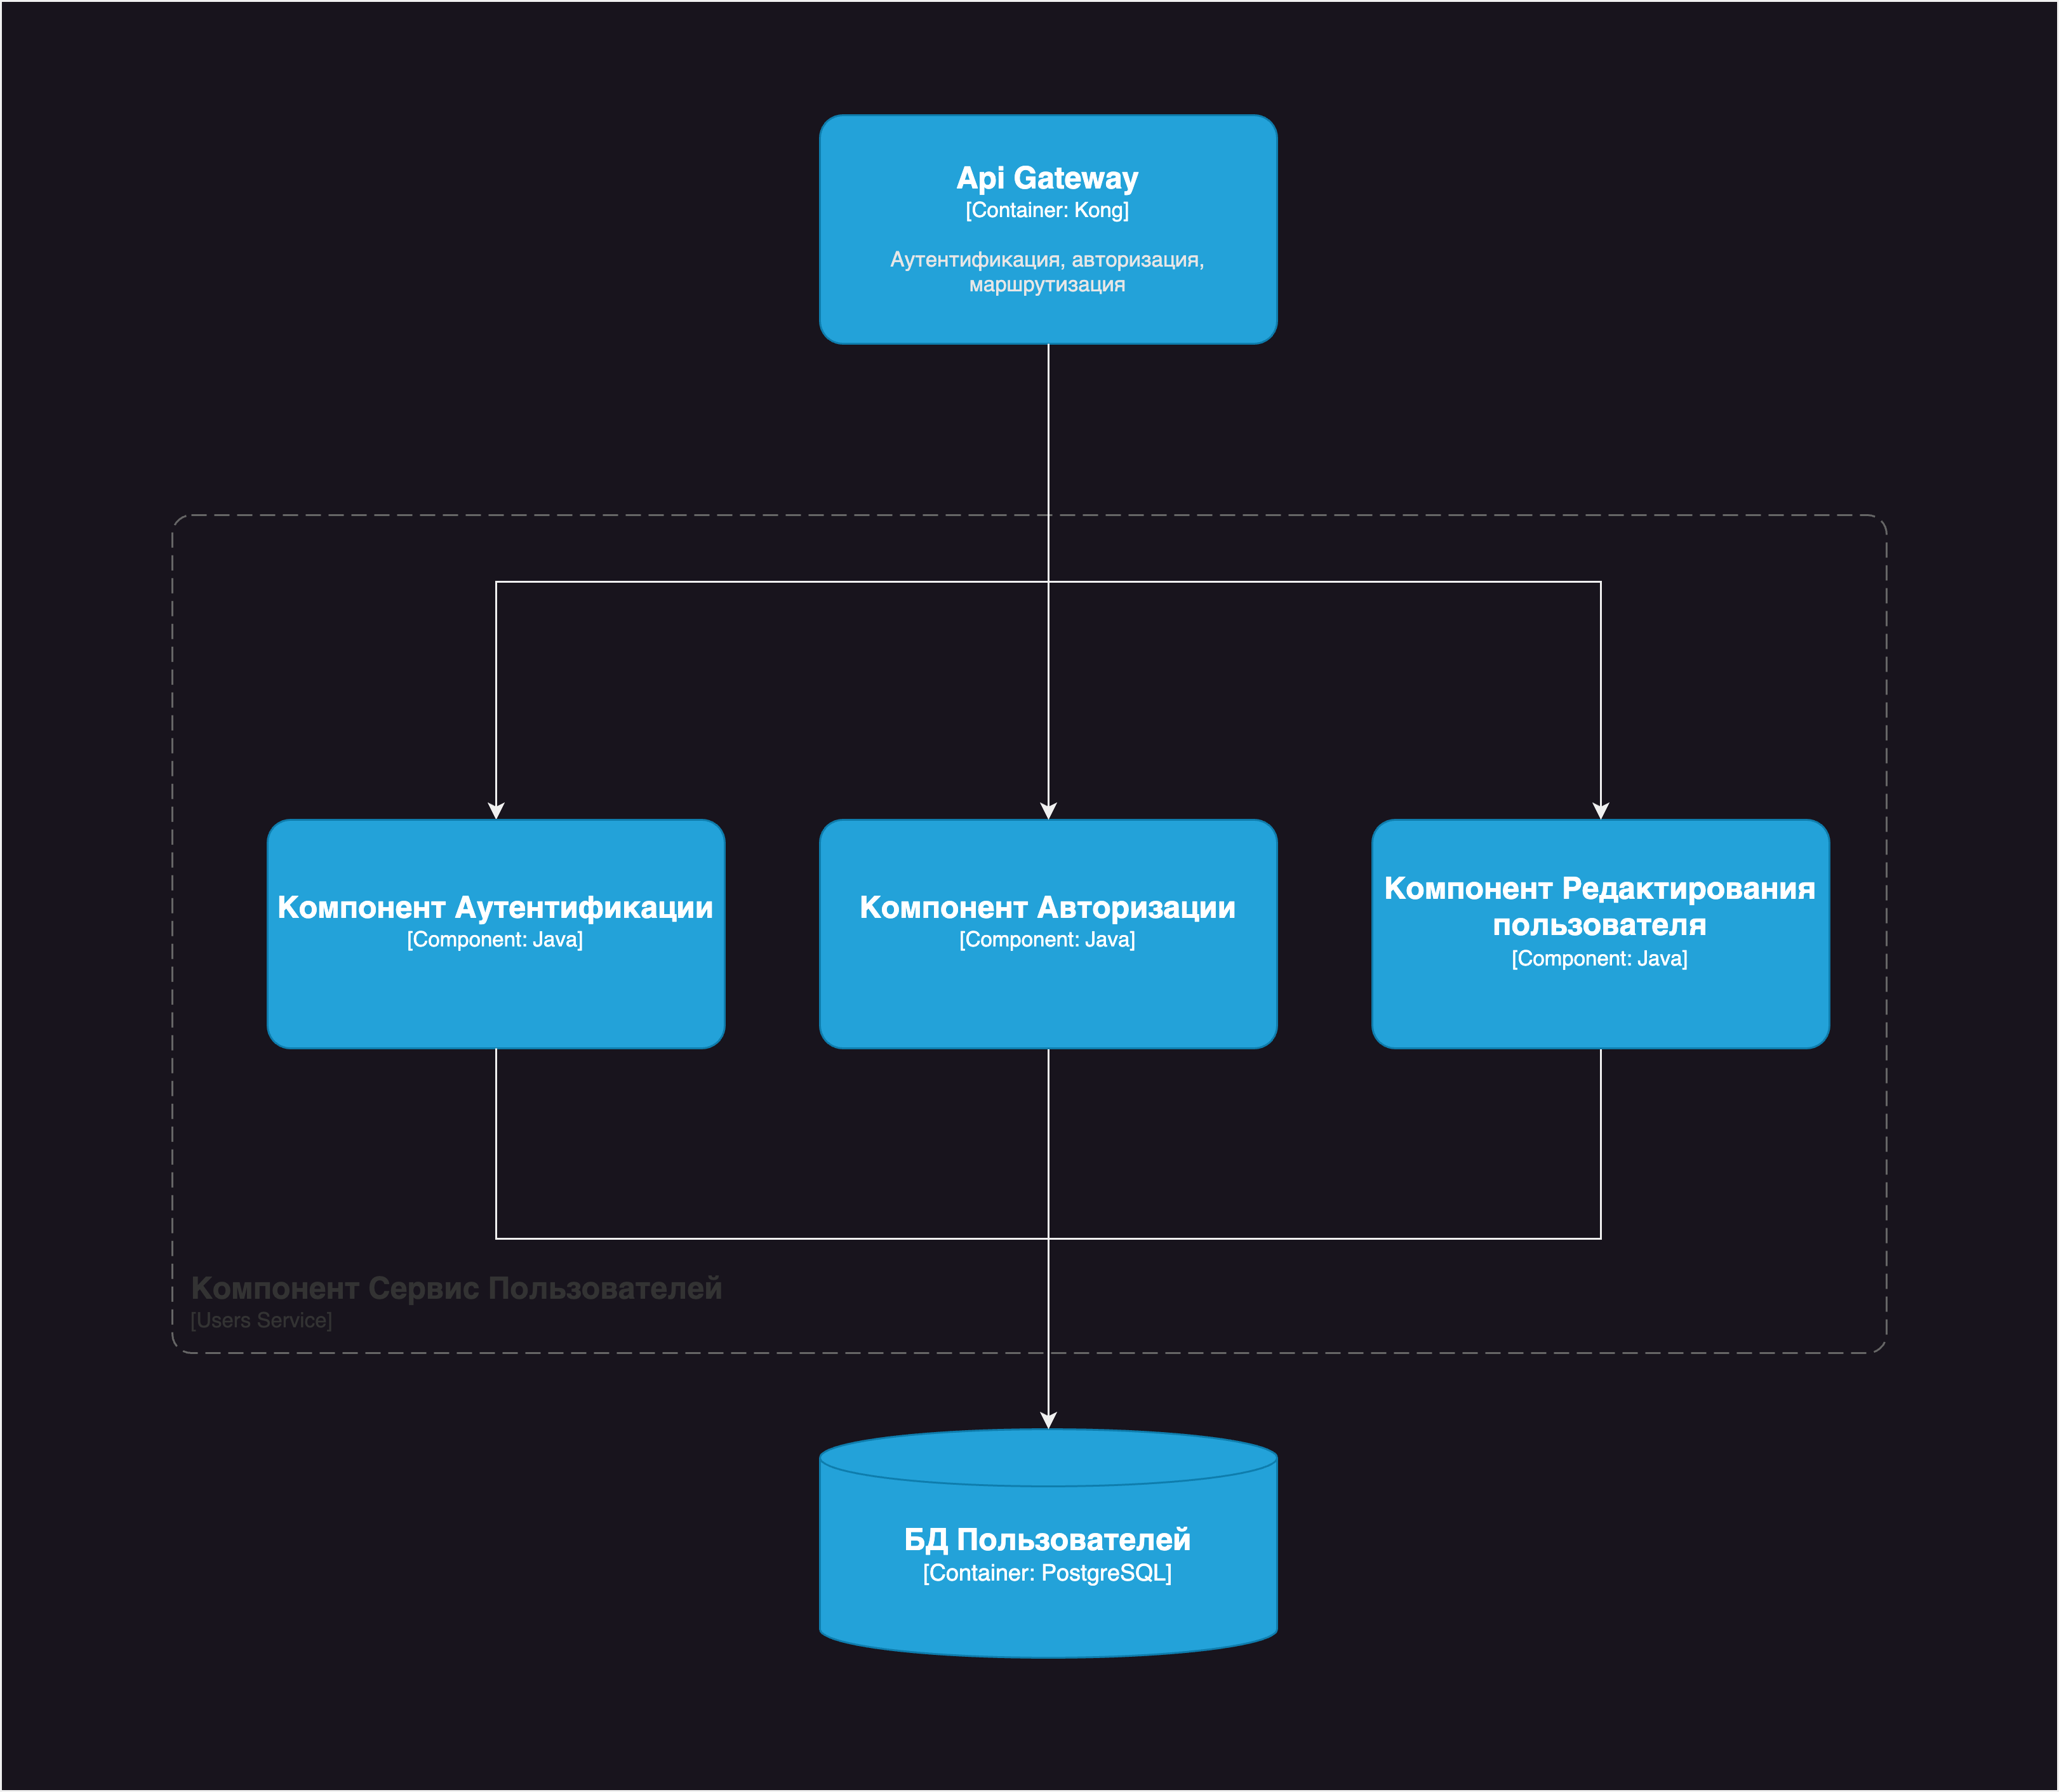 Api Gateway
[Container: Kong]
Аутентификация, авторизация,
маршрутизация
Компонент Аутентификации
[Component: Java]
Компонент Авторизации
[Component: Java]
Компонент Редактирования
пользователя
[Component: Java]
Компонент Сервис Пользователей
[Users Service]
БД Пользователей
[Container: PostgreSQL]